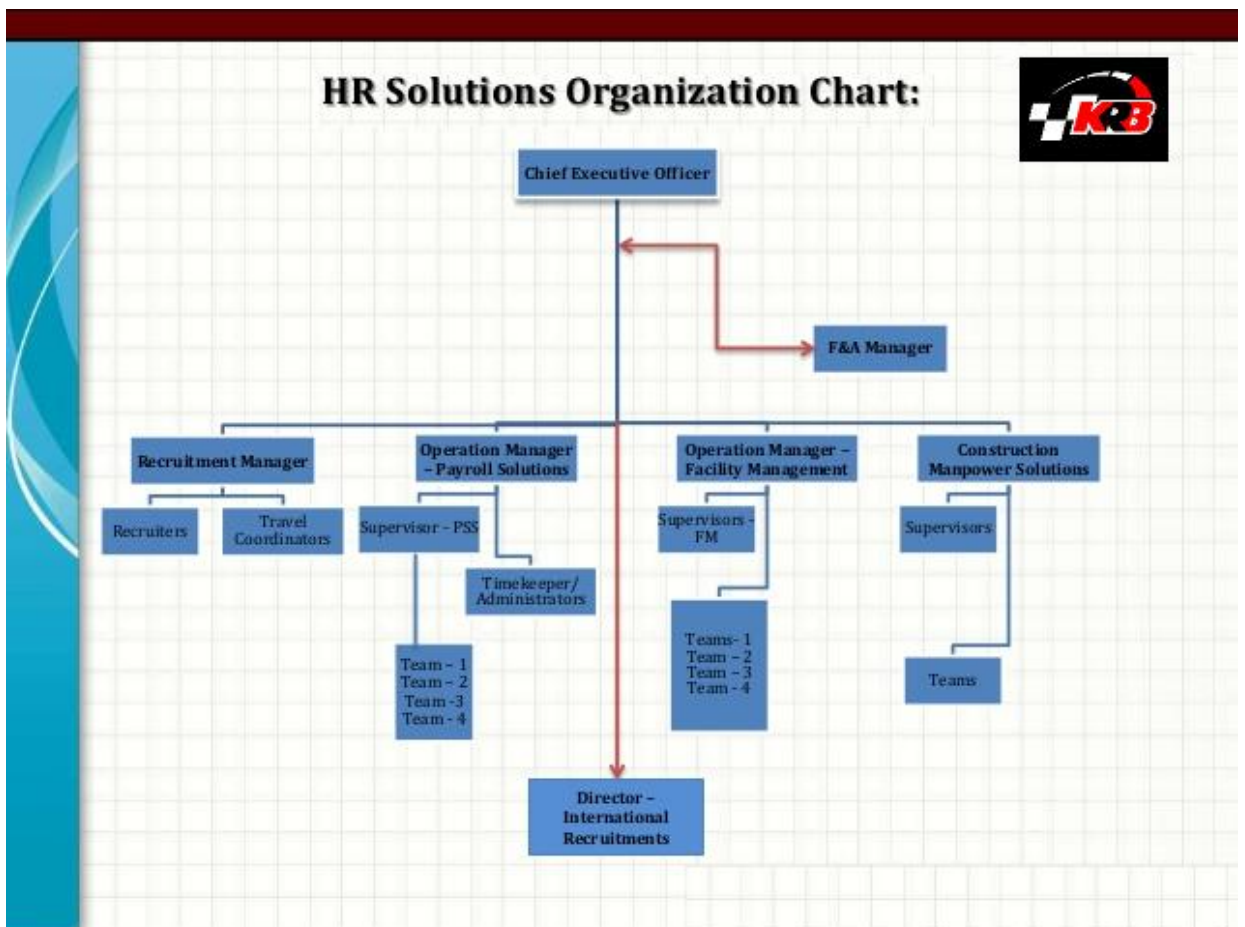 HR Solutions Organization Chart:
KRB
Chief Executive Officer
F&A Manager
Recruitment Manager
Operation Manager
– Payroll Solutions
Operation Manager –
Facility Management
Construction
Manpower Solutions
Recruiters
Travel
Coordinators
Supervisor – PSS
Timekeeper/
Administrators
Supervisors -
FM
Supervisors
Team – 1
Team – 2
Team -3
Team - 4
Teams- 1
Team – 2
Team – 3
Team - 4
Teams
Director –
International
Recruitments